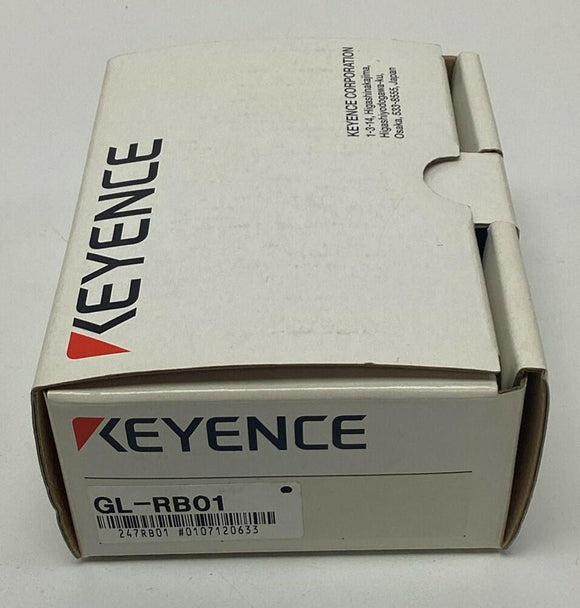 KEYENCE
KEYENCE CORPORATION
1-3-14, Higashinakajima,
Higashiyodogawa-ku,
Osaka, 533-8555, Japan
KEYENCE
GL-RB01
247RB01 #0107120633